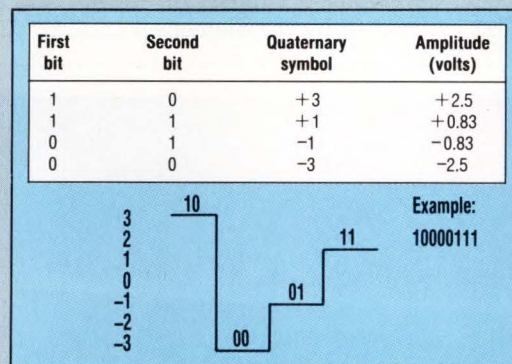 First bit Second bit Quaternary symbol Amplitude (volts)
1 0 +3 +2.5
1 1 +1 +0.83
0 1 −1 −0.83
0 0 −3 −2.5
Example:
10000111
3
2
1
0
−1
−2
−3
10
00
01
11